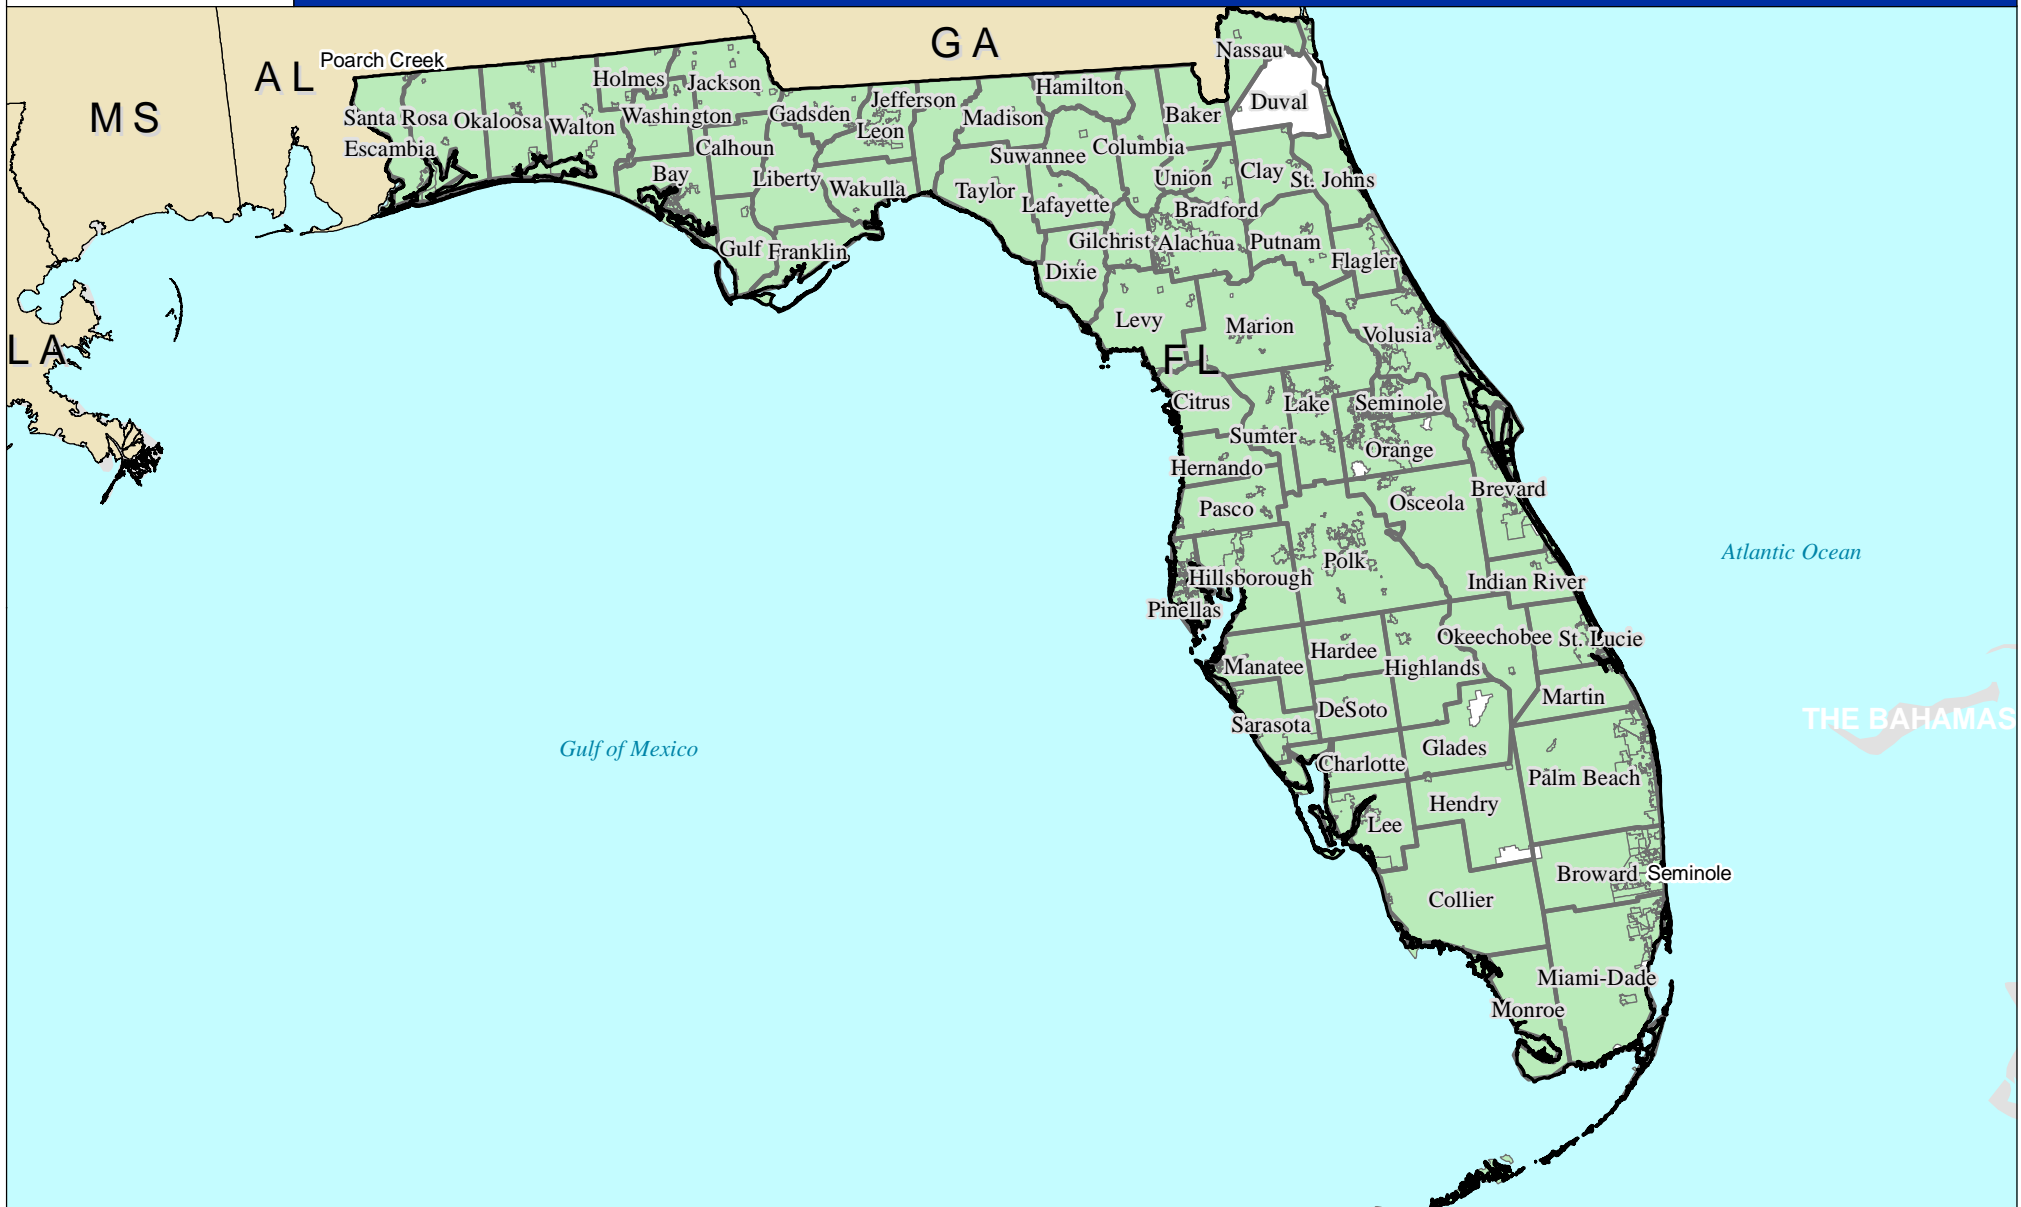 GA
Nassau
Poarch Creek
AL
Holmes
Jackson
Hamilton
Jefferson
Duval
MS
Santa Rosa
Okaloosa
Walton
Washington
Gadsden
Leon
Madison
Baker
Escambia
Calhoun
Suwannee
Columbia
Bay
Liberty
Wakulla
Taylor
Union
Clay
St. Johns
Lafayette
Bradford
Gulf
Franklin
Gilchrist
Alachua
Putnam
Flagler
Dixie
Levy
Marion
Volusia
LA
FL
Citrus
Lake
Seminole
Sumter
Orange
Hernando
Brevard
Pasco
Osceola
Atlantic Ocean
Polk
Hillsborough
Indian River
Pinellas
Okeechobee
St. Lucie
Hardee
Manatee
Highlands
Martin
DeSoto
Sarasota
THE BAHAMAS
Gulf of Mexico
Glades
Charlotte
Palm Beach
Hendry
Lee
Broward
Seminole
Collier
Miami-Dade
Monroe